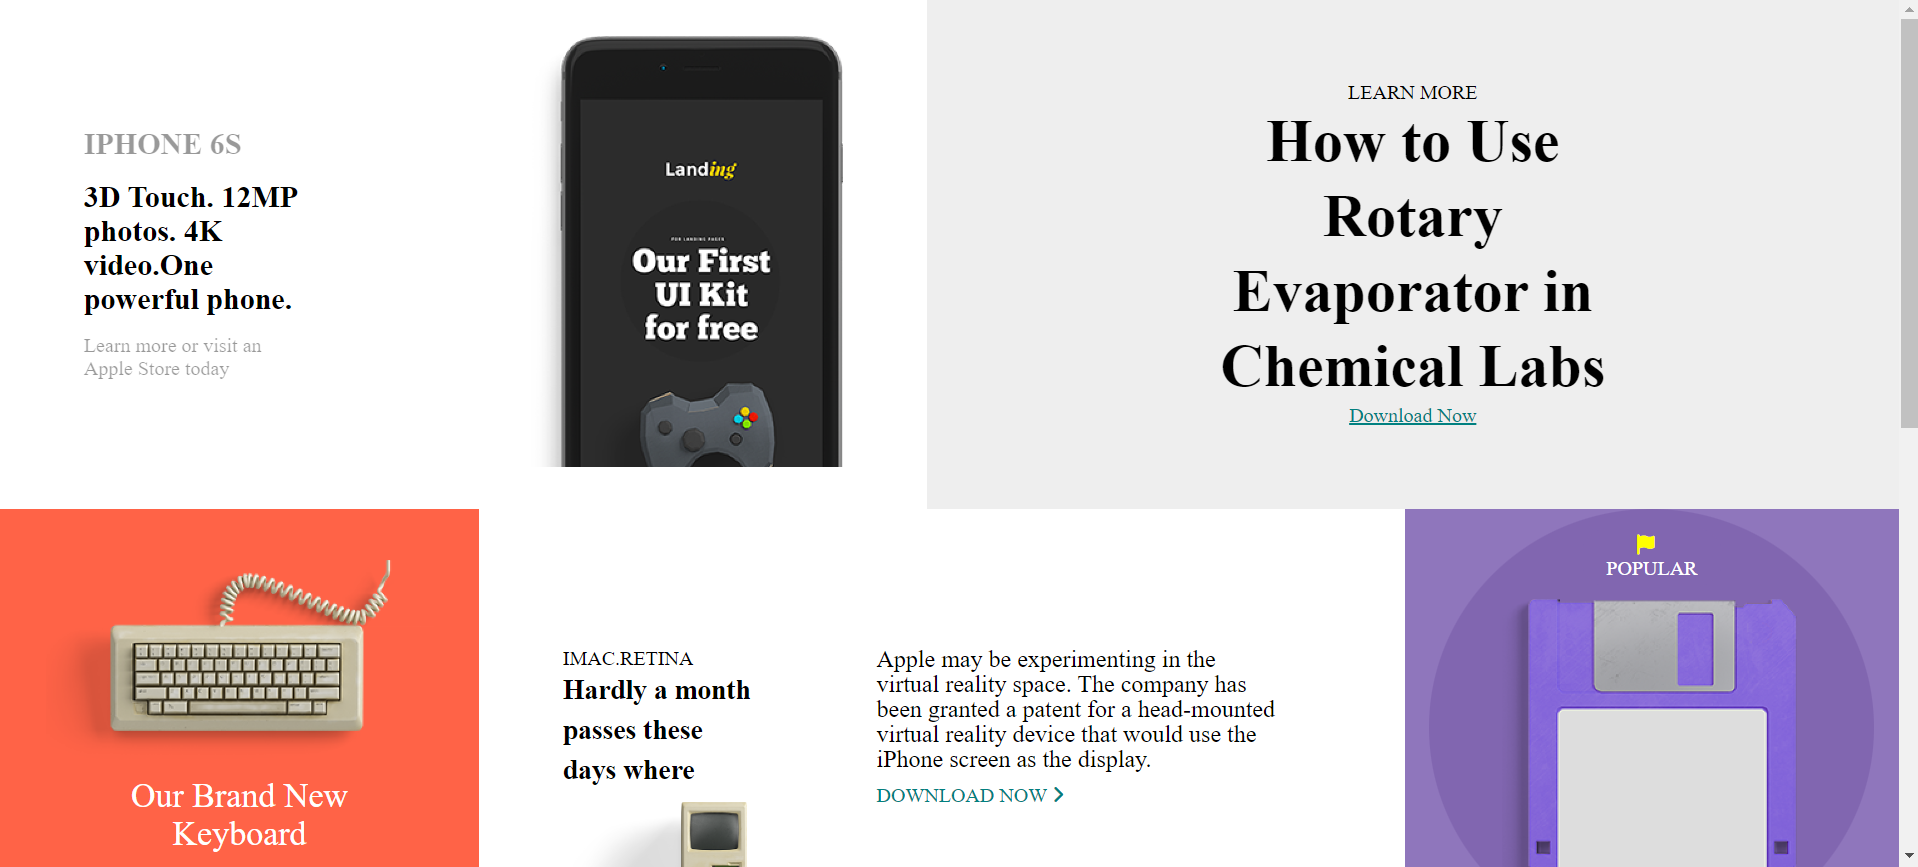 IPHONE 6S
3D Touch. 12MP
photos. 4K
video.One
powerful phone.
Learn more or visit an
Apple Store today
Landing
FOR LANDING PAGES
Our First
UI Kit
for free
LEARN MORE
How to Use
Rotary
Evaporator in
Chemical Labs
Download Now
Our Brand New
Keyboard
IMAC.RETINA
Hardly a month
passes these
days where
Apple may be experimenting in the
virtual reality space. The company has
been granted a patent for a head-mounted
virtual reality device that would use the
iPhone screen as the display.
DOWNLOAD NOW
POPULAR